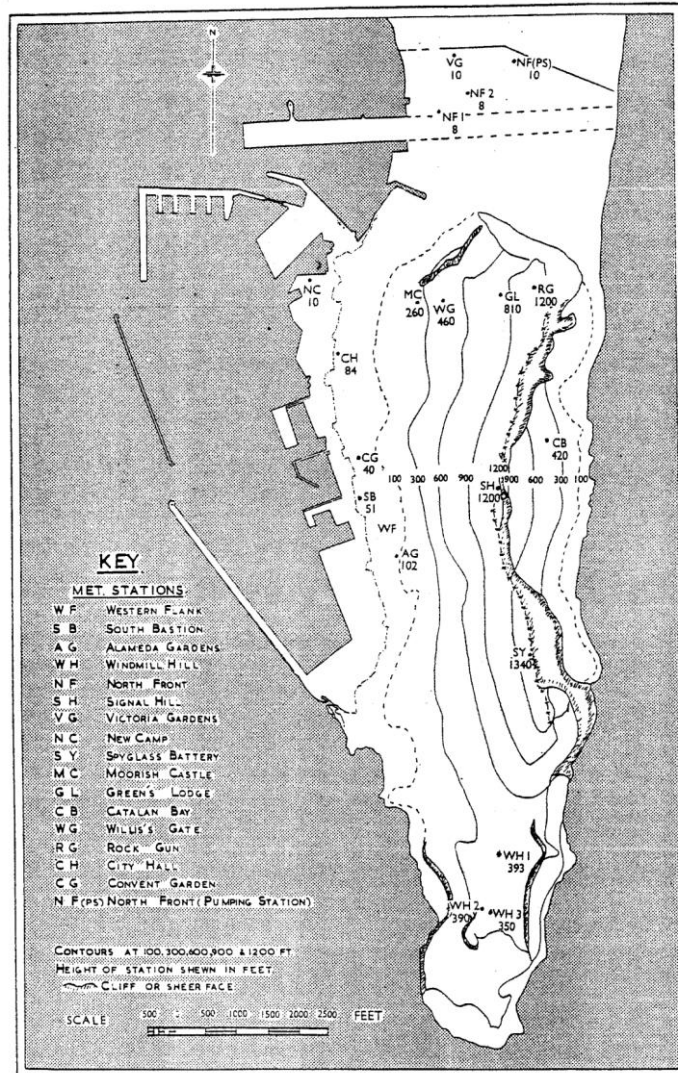 N
VG
10
NF(PS)
10
NF 2
8
NF 1
8
NC
10
MC
260
WG
460
GL
810
RG
1200
CH
84
CB
420
CG
40
1200
100 300 600 900 900 600 300 100
SH
1200
SB
51
WF
AG
102
SY
1340
WH 1
393
WH 2
390
WH 3
350
KEY
MET. STATIONS
W F WESTERN FLANK
S B SOUTH BASTION
A G ALAMEDA GARDENS
W H WINDMILL HILL
N F NORTH FRONT
S H SIGNAL HILL
V G VICTORIA GARDENS
N C NEW CAMP
S Y SPYGLASS BATTERY
M C MOORISH CASTLE
G L GREEN'S LODGE
C B CATALAN BAY
W G WILLIS'S GATE
R G ROCK GUN
C H CITY HALL
C G CONVENT GARDEN
N F(PS) NORTH FRONT (PUMPING STATION)
CONTOURS AT 100,300,600,900 & 1200 FT.
HEIGHT OF STATION SHEWN IN FEET.
CLIFF OR SHEER FACE
SCALE 500 0 500 1000 1500 2000 2500 FEET